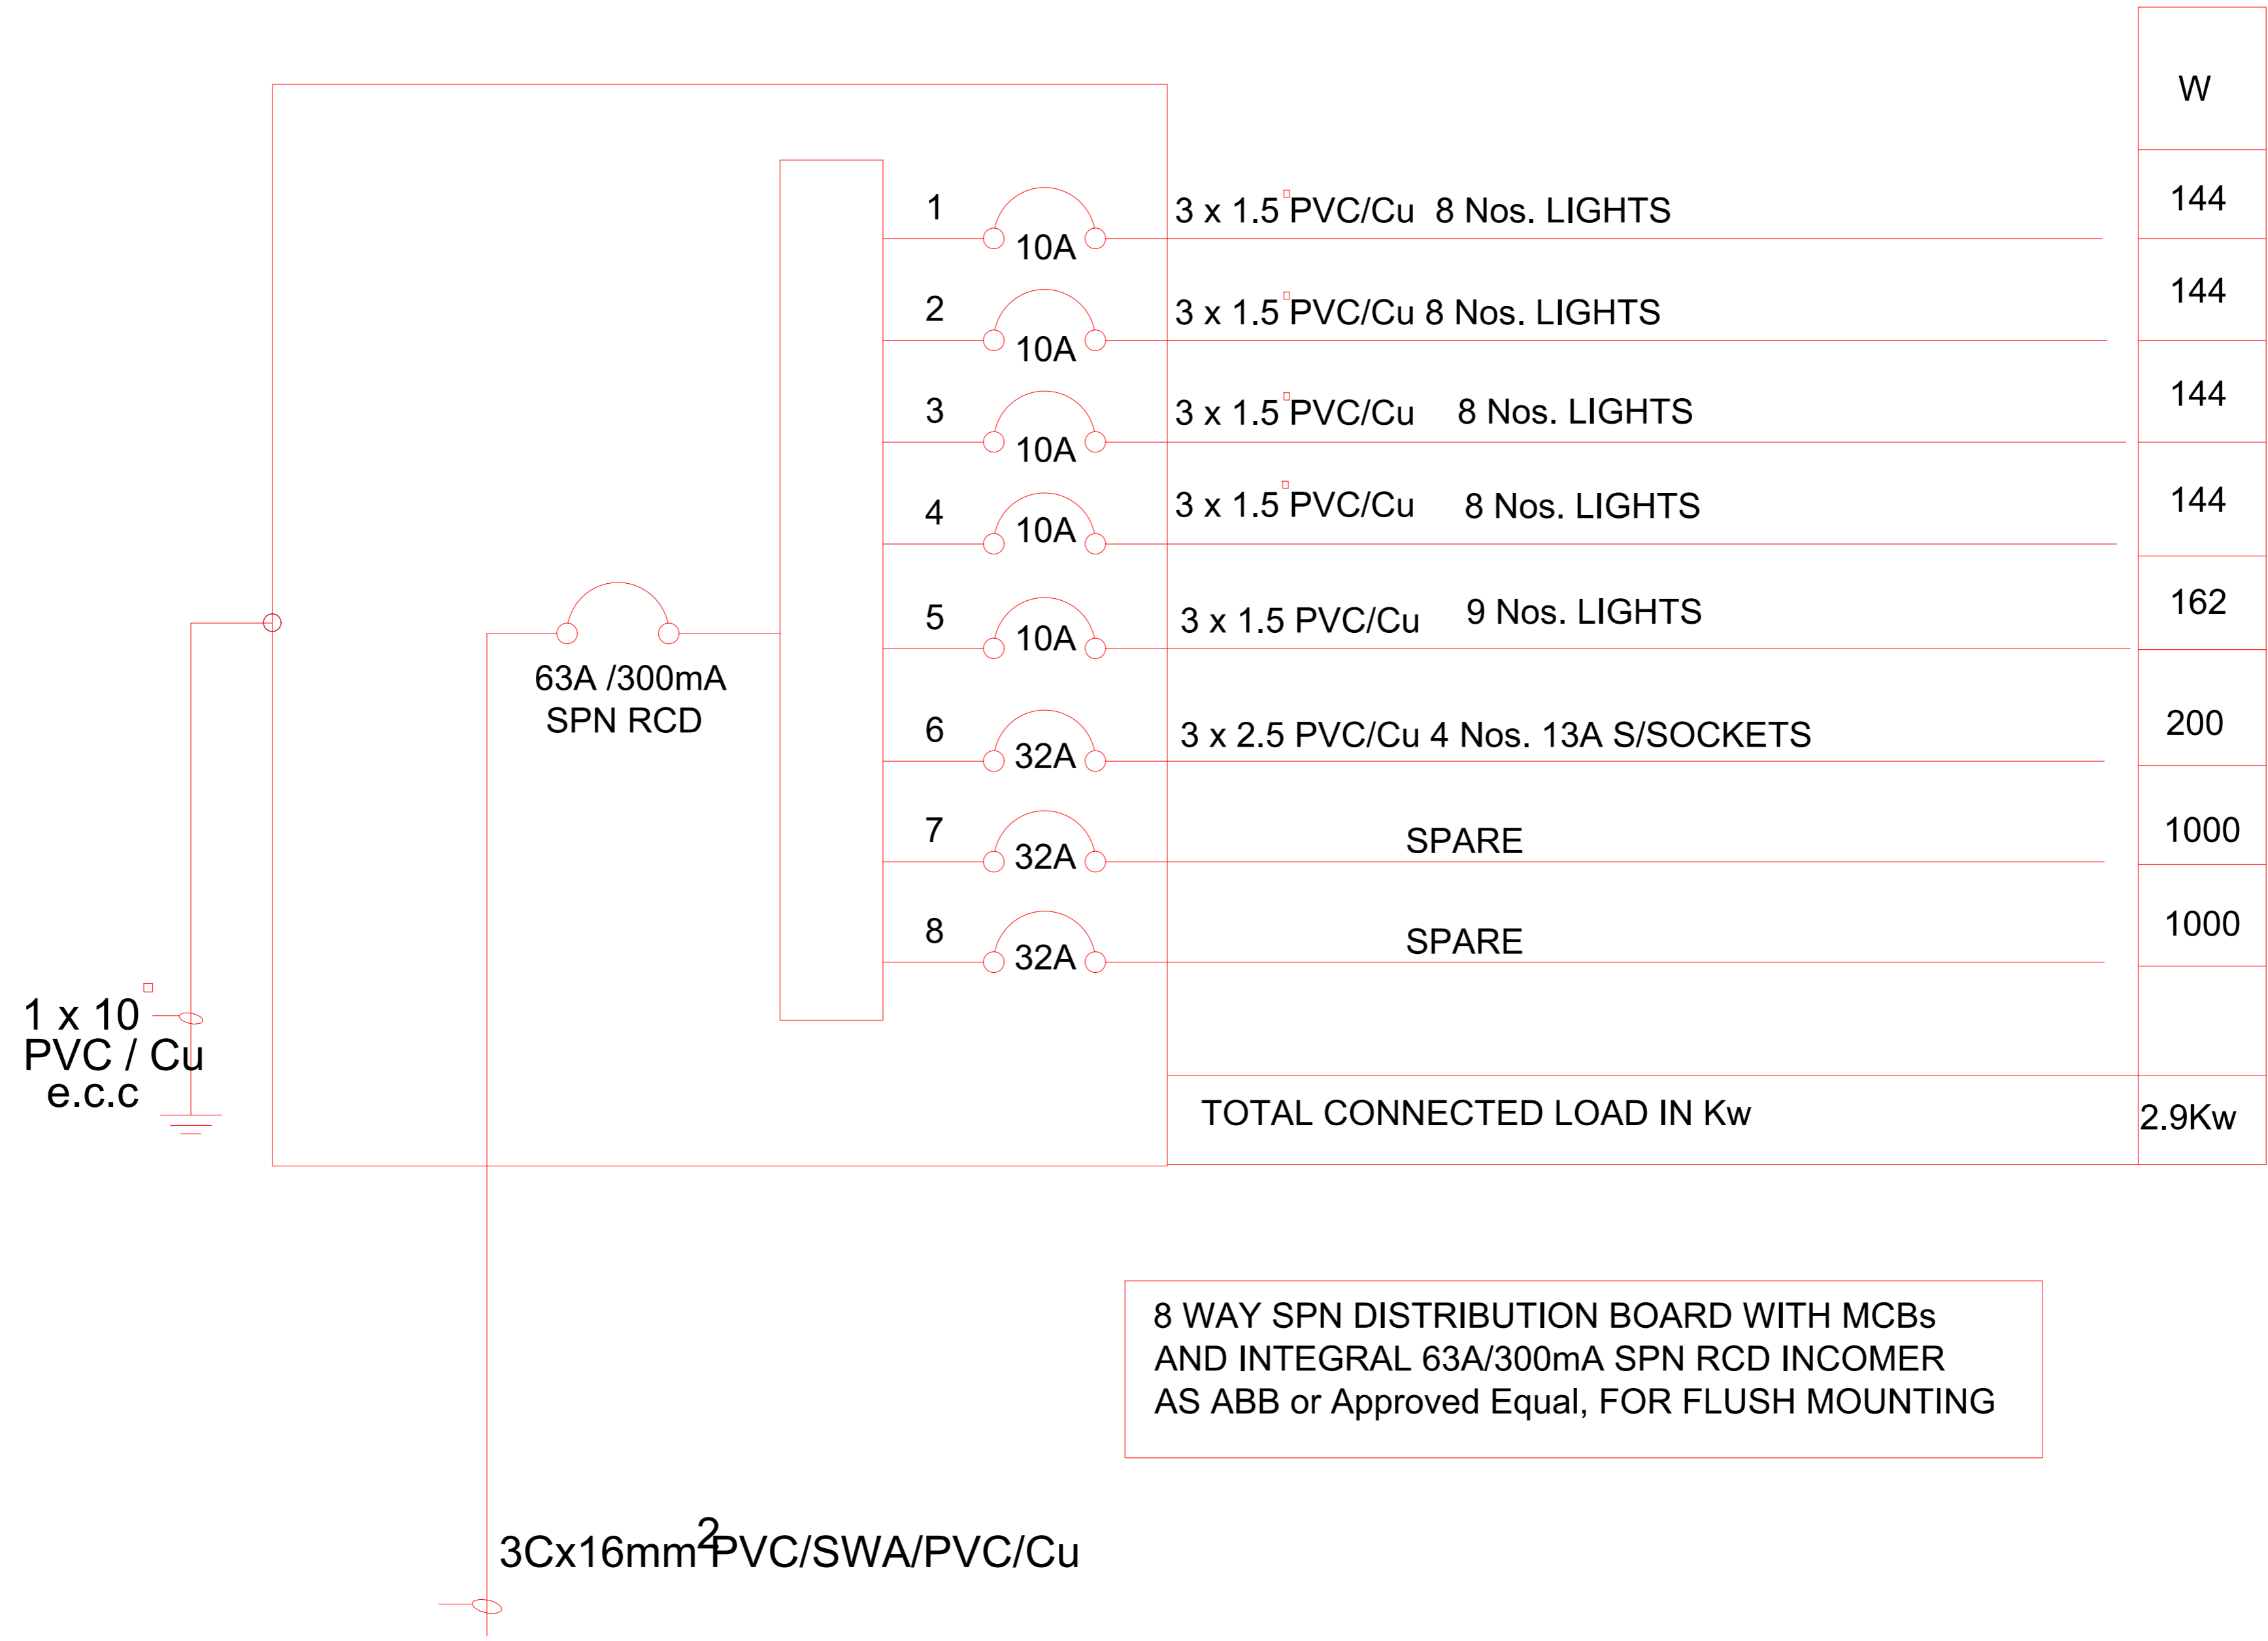 W
1
10A
3 x 1.5 PVC/Cu 8 Nos. LIGHTS
144
2
10A
3 x 1.5 PVC/Cu 8 Nos. LIGHTS
144
3
10A
3 x 1.5 PVC/Cu 8 Nos. LIGHTS
144
4
10A
3 x 1.5 PVC/Cu 8 Nos. LIGHTS
144
5
10A
3 x 1.5 PVC/Cu 9 Nos. LIGHTS
162
63A /300mA
SPN RCD
6
32A
3 x 2.5 PVC/Cu 4 Nos. 13A S/SOCKETS
200
7
32A
SPARE
1000
8
32A
SPARE
1000
1 x 10
PVC / Cu
e.c.c
TOTAL CONNECTED LOAD IN Kw
2.9Kw
8 WAY SPN DISTRIBUTION BOARD WITH MCBs
AND INTEGRAL 63A/300mA SPN RCD INCOMER
AS ABB or Approved Equal, FOR FLUSH MOUNTING
3Cx16mm² PVC/SWA/PVC/Cu